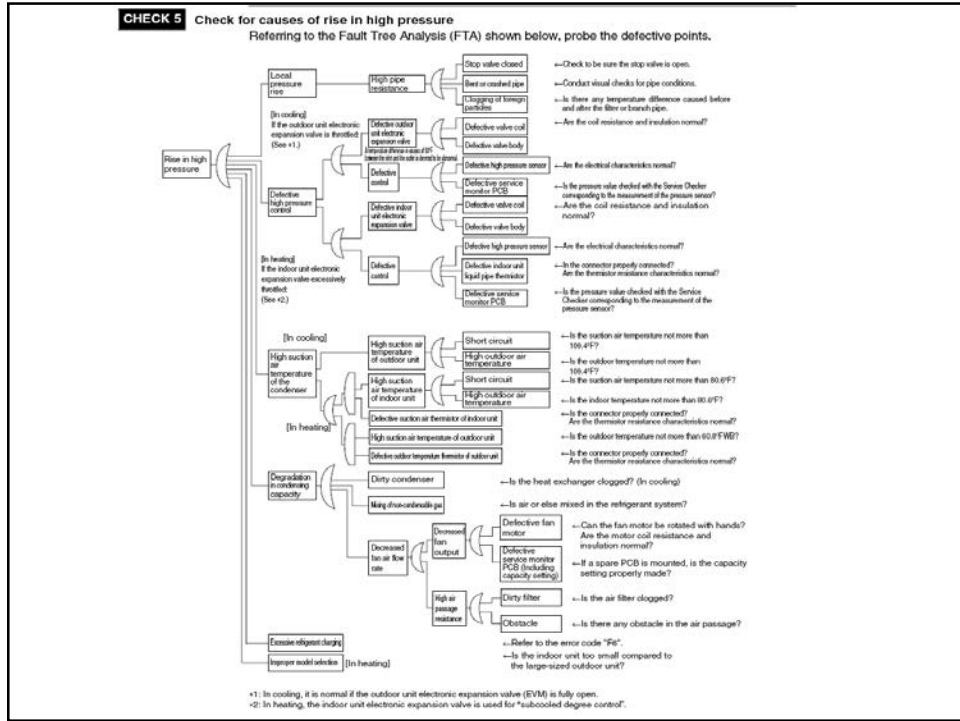 CHECK 5 Check for causes of rise in high pressure
Referring to the Fault Tree Analysis (FTA) shown below, probe the defective points.
Rise in high
pressure
Local
pressure
rise
High pipe
resistance
Stop valve closed
←Check to be sure the stop valve is open.
Bent or crashed pipe
←Conduct visual checks for pipe conditions.
Clogging of foreign
particles
←Is there any temperature difference caused before
and after the filter or branch pipe.
[In cooling]
If the outdoor unit electronic
expansion valve is throttled:
(See *1.)
Defective
high pressure
control
Defective outdoor
unit electronic
expansion valve
Defective valve coil
←Are the coil resistance and insulation normal?
Defective valve body
Defective
control
Defective high pressure sensor
←Are the electrical characteristics normal?
Defective service
monitor PCB
←Is the pressure value checked with the Service Checker
corresponding to the measurement of the pressure sensor?
Defective indoor
unit electronic
expansion valve
Defective valve coil
←Are the coil resistance and insulation
normal?
Defective valve body
[In heating]
If the indoor unit electronic
expansion valve excessively
throttled:
(See *2.)
Defective
control
Defective high pressure sensor
←Are the electrical characteristics normal?
Defective indoor unit
liquid pipe thermistor
←In the connector properly connected?
Are the thermistor resistance characteristics normal?
Defective service
monitor PCB
←Is the pressure value checked with the Service
Checker corresponding to the measurement of the
pressure sensor?
[In cooling]
High suction
air
temperature
of the
condenser
[In heating]
High suction air
temperature
of outdoor unit
Short circuit
←Is the suction air temperature not more than
High outdoor air
temperature
←Is the outdoor temperature not more than
High suction
air temperature
of indoor unit
Short circuit
←Is the suction air temperature not more than 80.6°F?
High outdoor air
temperature
←Is the indoor temperature not more than 80.6°F?
Defective suction air thermistor of indoor unit
←Is the connector properly connected?
Are the thermistor resistance characteristics normal?
High suction air temperature of outdoor unit
←Is the outdoor temperature not more than 60.8°FWB?
Defective outdoor temperature thermistor of outdoor unit
←Is the connector properly connected?
Are the thermistor resistance characteristics normal?
Degradation
in condensing
capacity
Dirty condenser
←Is the heat exchanger clogged? (In cooling)
Mixing of non-condensable gas
←Is air or else mixed in the refrigerant system?
Decreased
fan air flow
rate
Decreased
fan
output
Defective fan
motor
←Can the fan motor be rotated with hands?
Are the motor coil resistance and
insulation normal?
Defective
service monitor
PCB (Including
capacity setting)
←If a spare PCB is mounted, is the capacity
setting properly made?
High air
passage
resistance
Dirty filter
←Is the air filter clogged?
Obstacle
←Is there any obstacle in the air passage?
Excessive refrigerant charging
←Refer to the error code "F6".
Improper model selection
[In heating]
←Is the indoor unit too small compared to
the large-sized outdoor unit?
*1: In cooling, it is normal if the outdoor unit electronic expansion valve (EVM) is fully open.
*2: In heating, the indoor unit electronic expansion valve is used for "subcooled degree control".